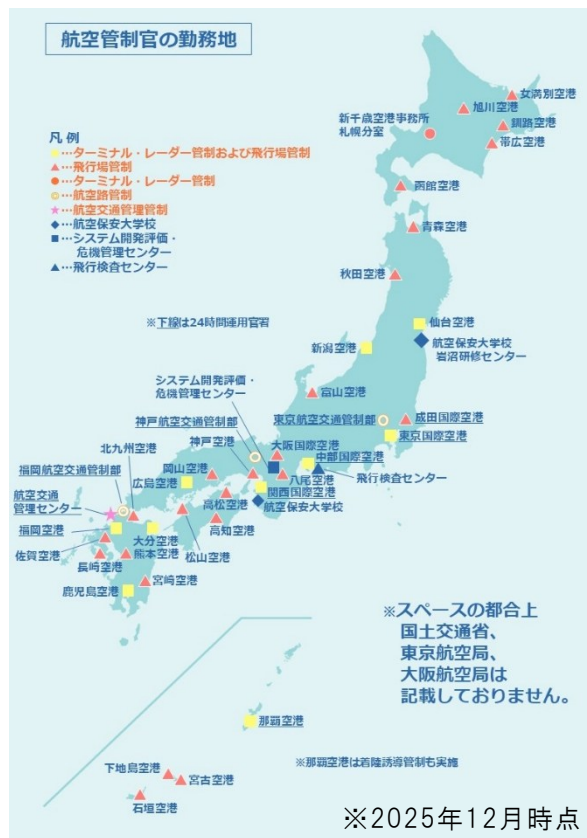 航空管制官の勤務地
凡例
…ターミナル・レーダー管制および飛行場管制
…飛行場管制
…ターミナル・レーダー管制
…航空路管制
…航空交通管理管制
…航空保安大学校
…システム開発評価・
危機管理センター
…飛行検査センター
※下線は24時間運用官署
女満別空港
旭川空港
釧路空港
帯広空港
新千歳空港事務所
札幌分室
函館空港
青森空港
秋田空港
仙台空港
航空保安大学校
岩沼研修センター
新潟空港
富山空港
システム開発評価・
危機管理センター
東京航空交通管制部
成田国際空港
東京国際空港
神戸航空交通管制部
大阪国際空港
神戸空港
中部国際空港
北九州空港
福岡航空交通管制部
岡山空港
八尾空港
飛行検査センター
広島空港
関西国際空港
航空交通
管理センター
高松空港
航空保安大学校
福岡空港
大分空港
高知空港
佐賀空港
熊本空港
松山空港
長崎空港
宮崎空港
鹿児島空港
※スペースの都合上
国土交通省、
東京航空局、
大阪航空局は
記載しておりません。
那覇空港
※那覇空港は着陸誘導管制も実施
下地島空港
宮古空港
石垣空港
※2025年12月時点